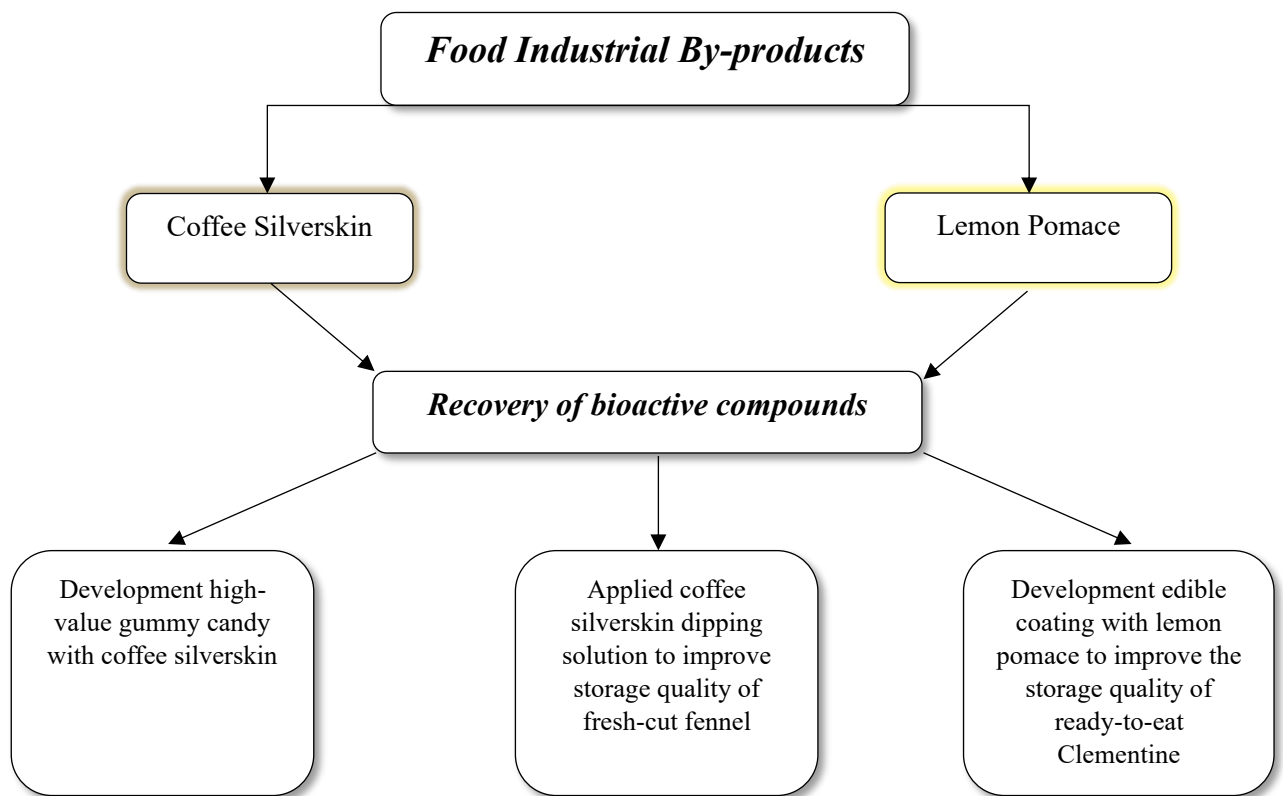 Food Industrial By-products
Coffee Silverskin
Lemon Pomace
Recovery of bioactive compounds
Development high-
value gummy candy
with coffee silverskin
Applied coffee
silverskin dipping
solution to improve
storage quality of
fresh-cut fennel
Development edible
coating with lemon
pomace to improve the
storage quality of
ready-to-eat
Clementine